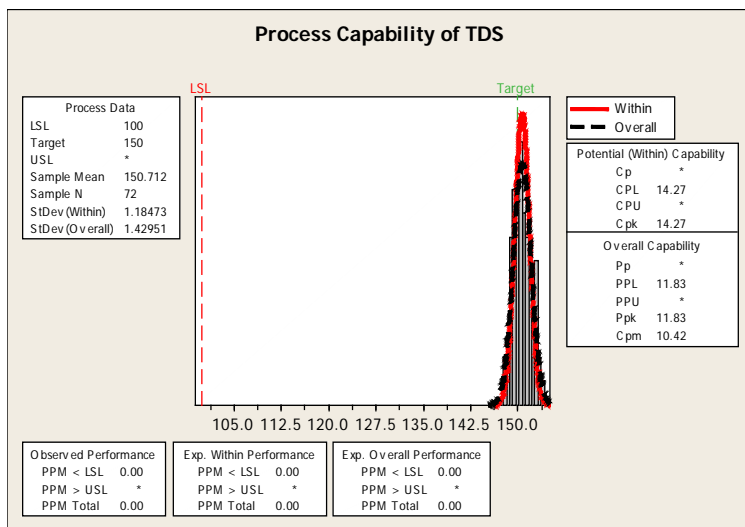 Process Capability of TDS
LSL
Target
Process Data
LSL 100
Target 150
USL *
Sample Mean 150.712
Sample N 72
StDev (Within) 1.18473
StDev (Overall) 1.42951
Within
Overall
Potential (Within) Capability
Cp *
CPL 14.27
CPU *
Cpk 14.27
Overall Capability
Pp *
PPL 11.83
PPU *
Ppk 11.83
Cpm 10.42
105.0 112.5 120.0 127.5 135.0 142.5 150.0
Observed Performance
PPM < LSL 0.00
PPM > USL *
PPM Total 0.00
Exp. Within Performance
PPM < LSL 0.00
PPM > USL *
PPM Total 0.00
Exp. Overall Performance
PPM < LSL 0.00
PPM > USL *
PPM Total 0.00